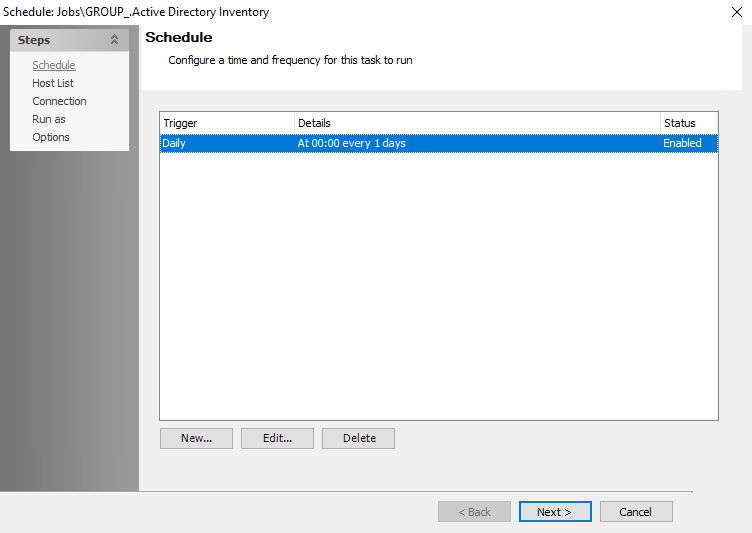 Schedule: Jobs\GROUP_.Active Directory Inventory
Steps
Schedule
Host List
Connection
Run as
Options
Schedule
Configure a time and frequency for this task to run
Trigger Details Status
Daily At 00:00 every 1 days Enabled
New... Edit... Delete
< Back Next > Cancel